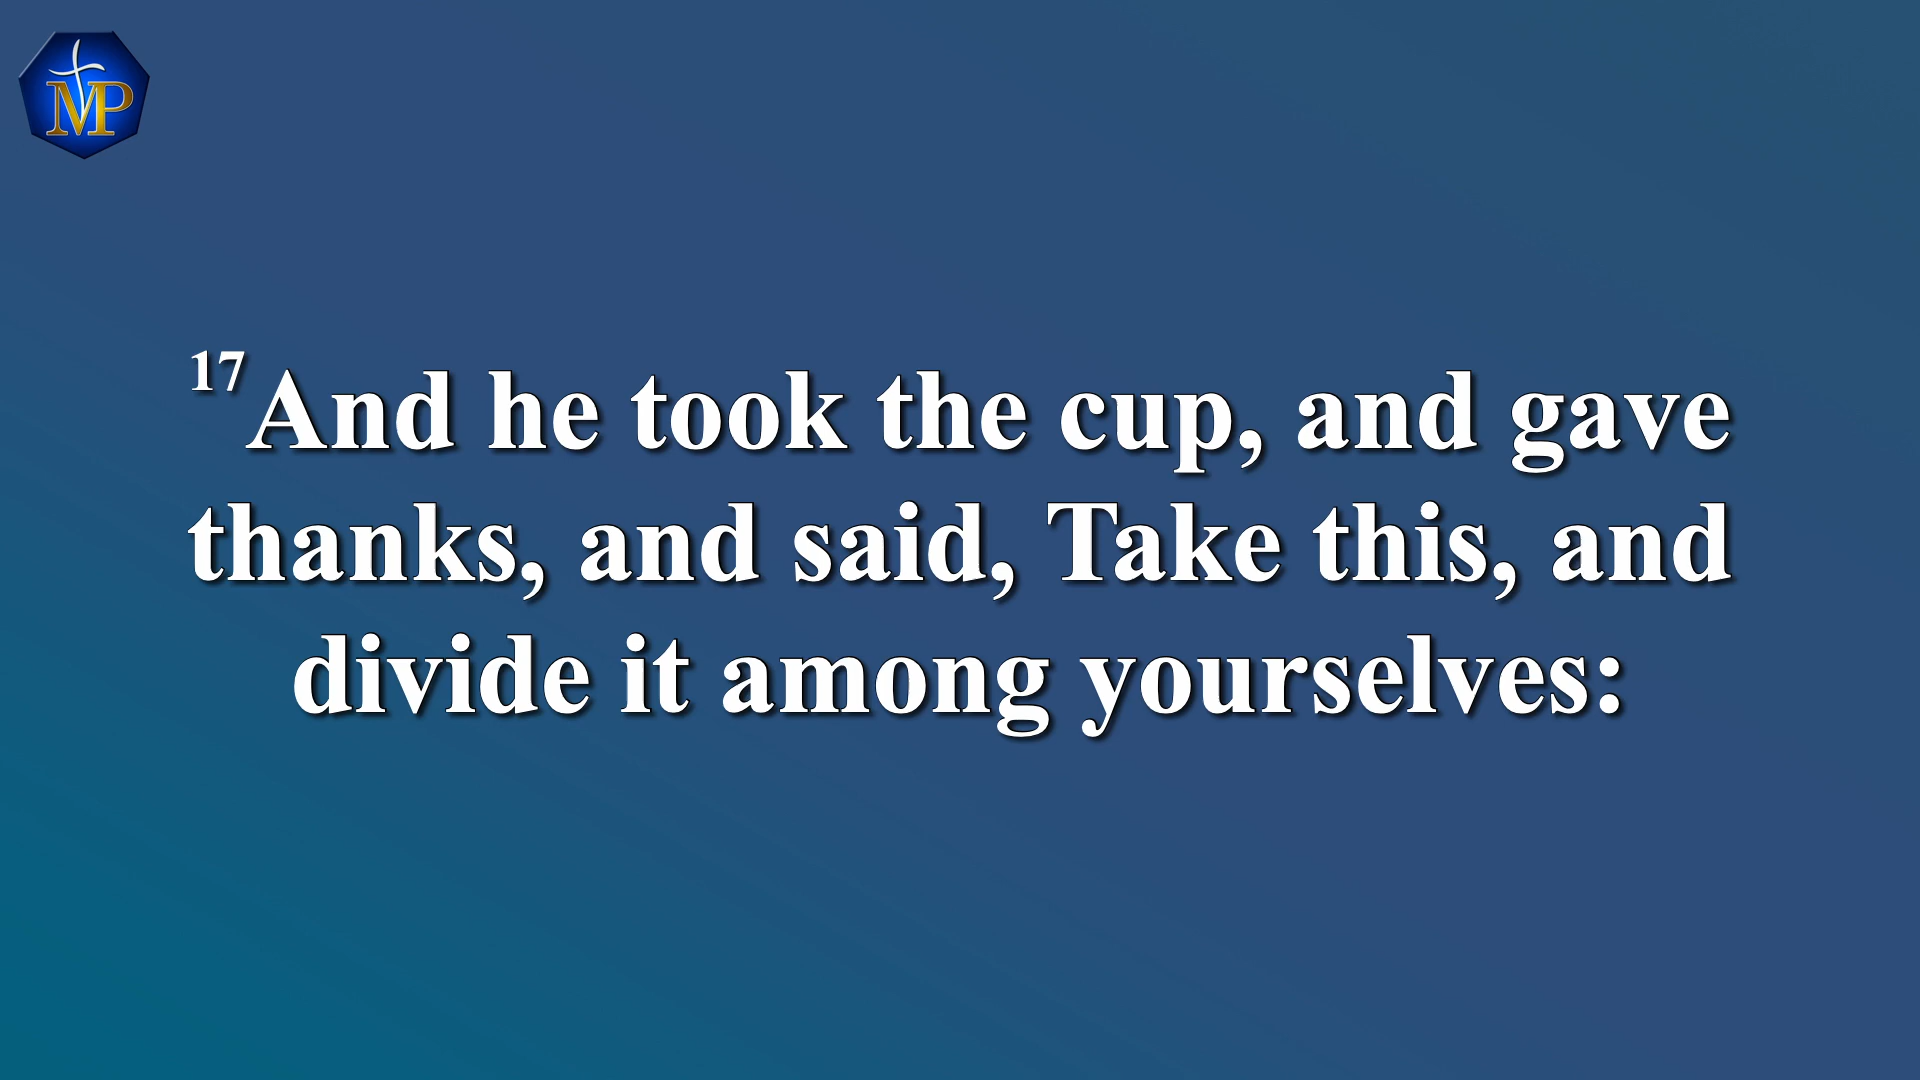 MP
17And he took the cup, and gave
thanks, and said, Take this, and
divide it among yourselves: